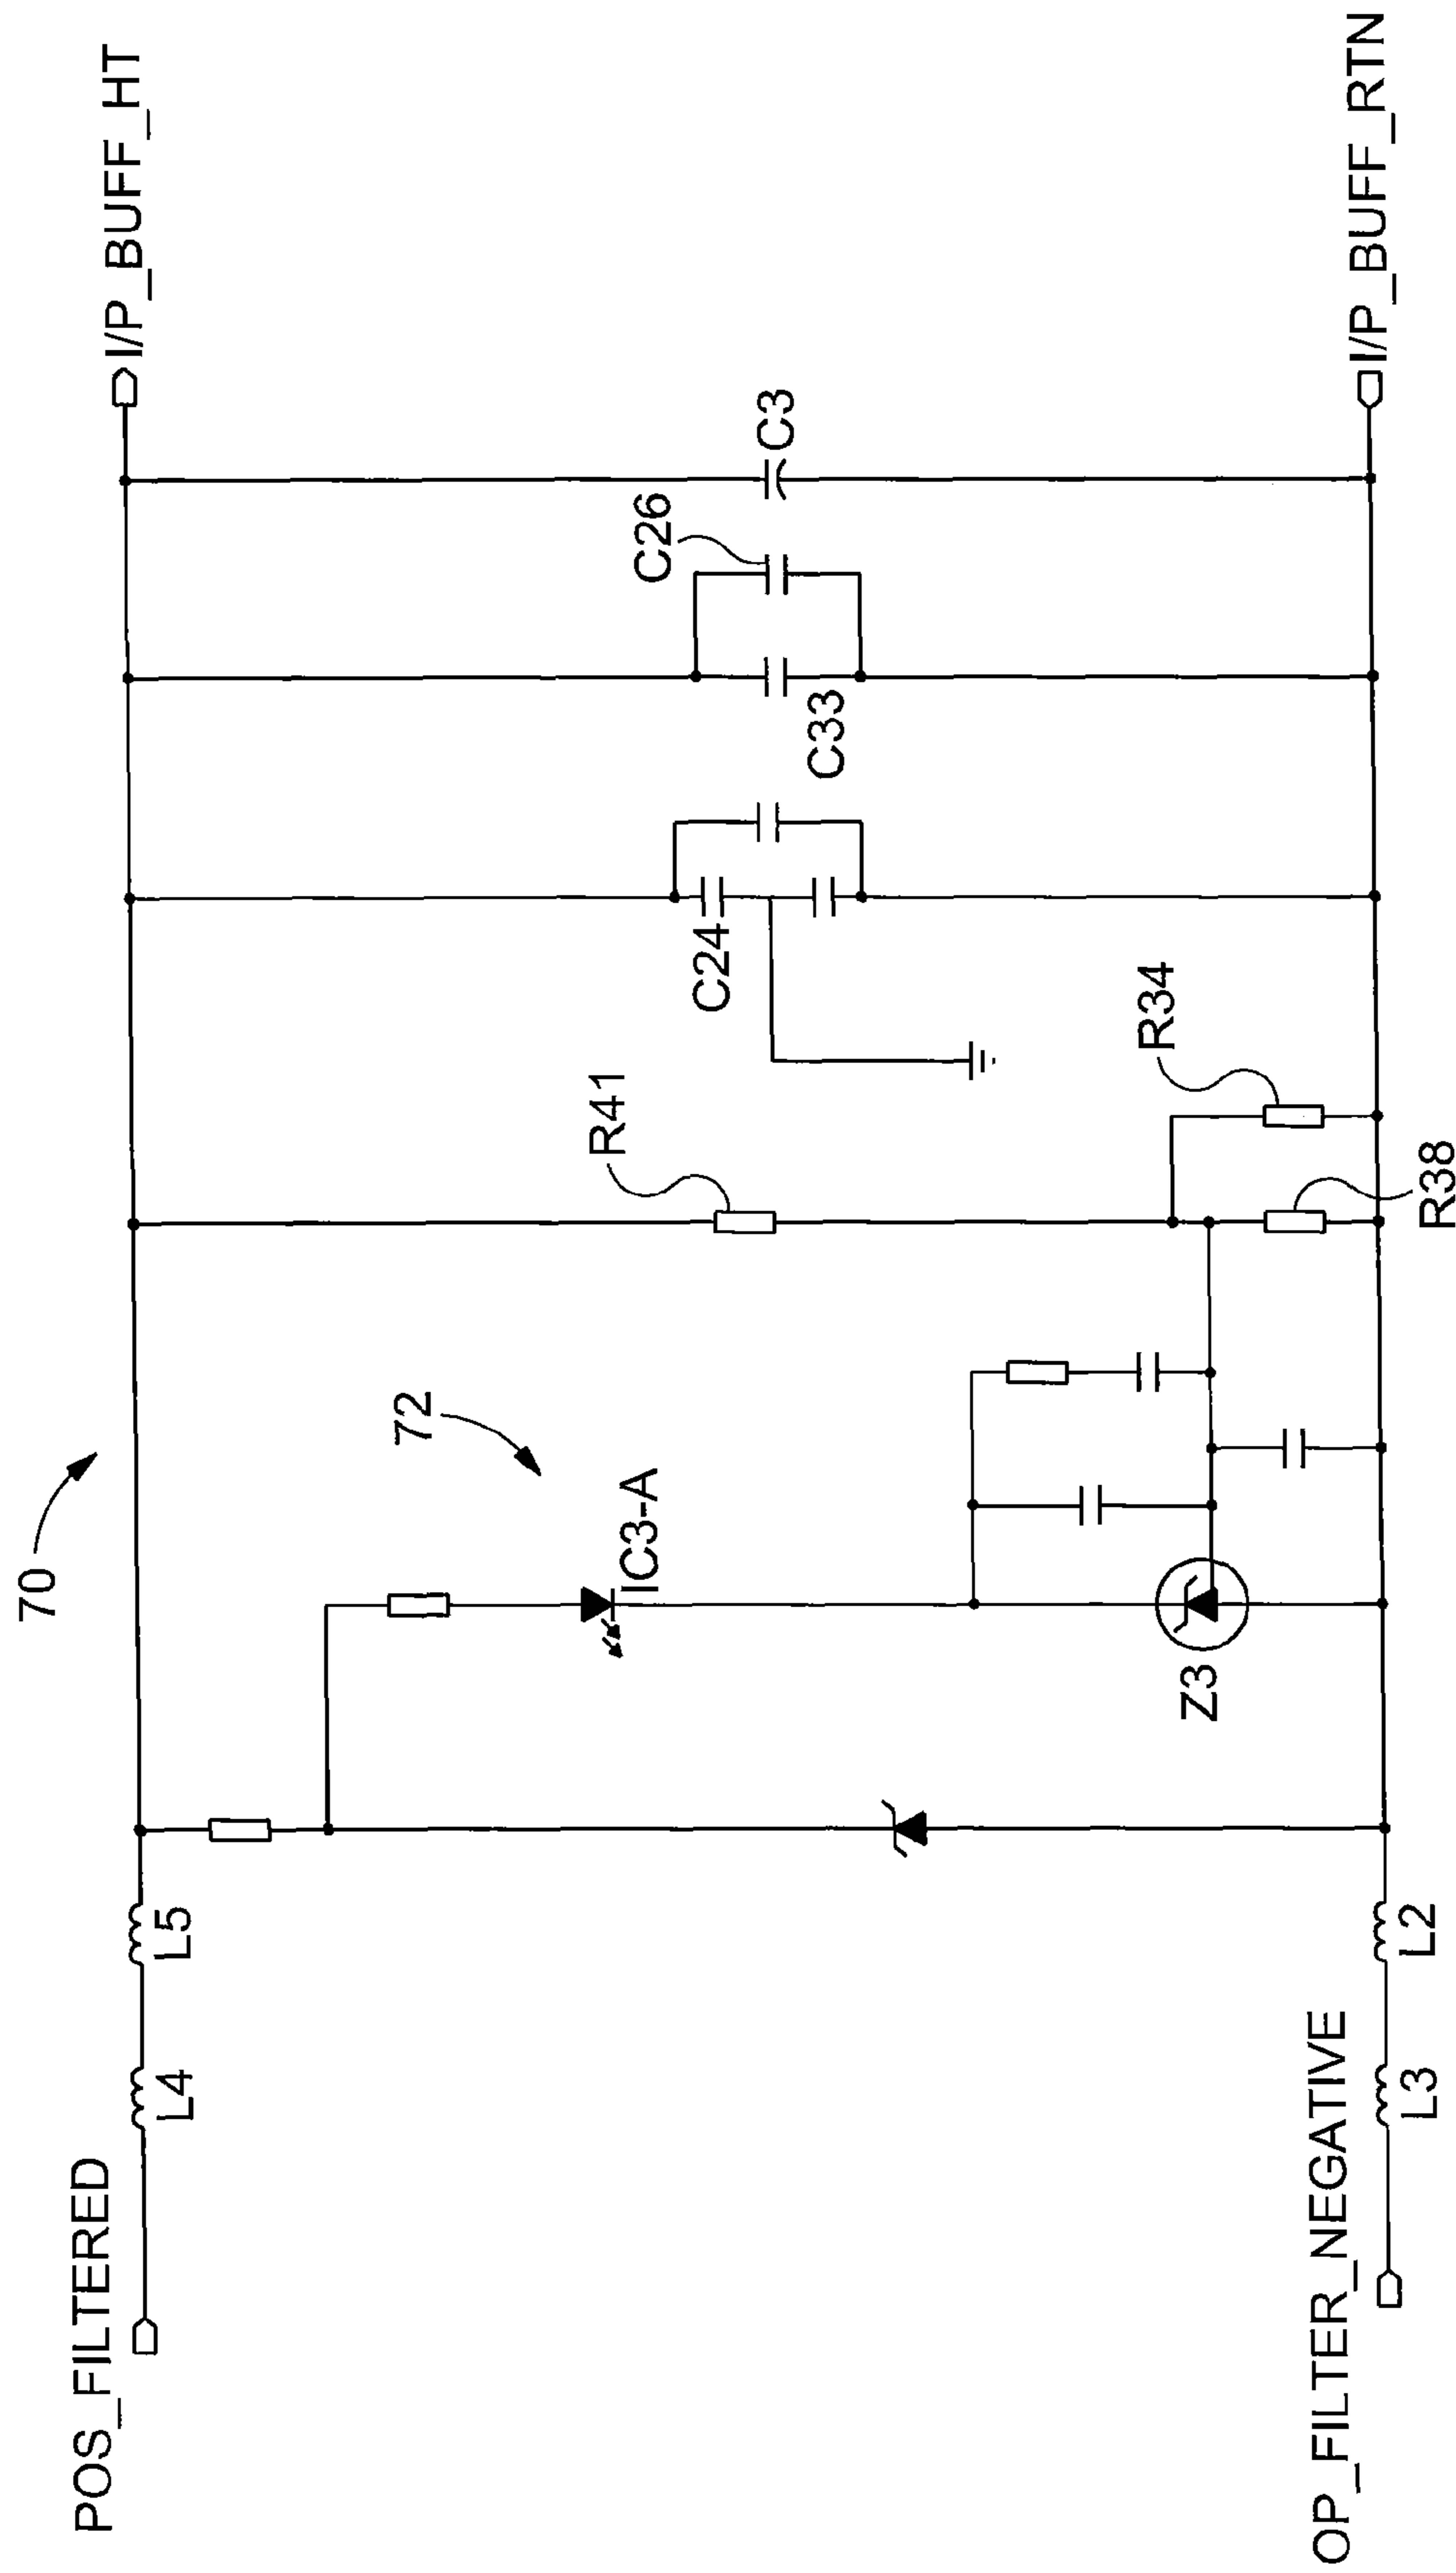 70
POS_FILTERED
L4
L5
I/P_BUFF_HT
72
IC3-A
R41
C24
C26
C33
C3
Z3
R34
R38
OP_FILTER_NEGATIVE
L3
L2
I/P_BUFF_RTN